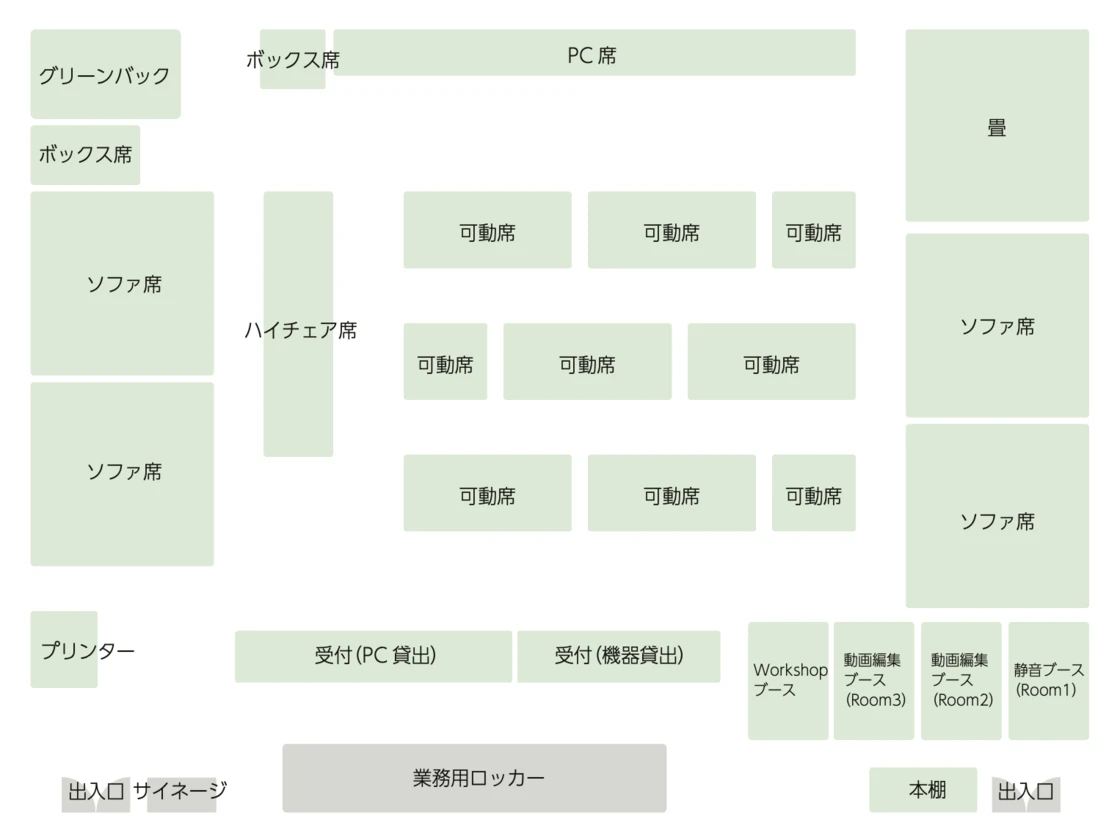 グリーンバック
ボックス席
PC 席
畳
ボックス席
ソファ席
ハイチェア席
可動席
可動席
可動席
ソファ席
可動席
可動席
可動席
ソファ席
可動席
可動席
可動席
ソファ席
プリンター
受付(PC 貸出)
受付(機器貸出)
Workshop
ブース
動画編集
ブース
(Room3)
動画編集
ブース
(Room2)
静音ブース
(Room1)
出入口
サイネージ
業務用ロッカー
本棚
出入口